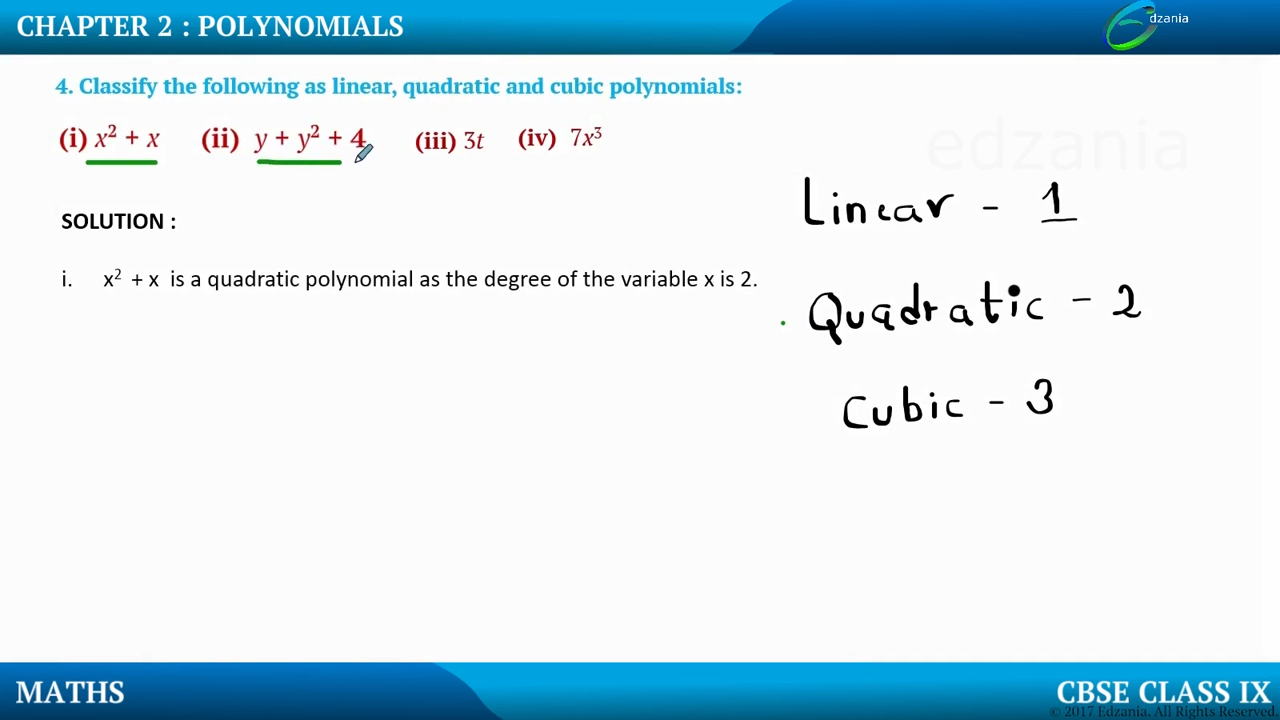 CHAPTER 2 : POLYNOMIALS
Edzania
4. Classify the following as linear, quadratic and cubic polynomials:
(i) x² + x (ii) y + y² + 4 (iii) 3t (iv) 7x³
edzania
Linear - 1
SOLUTION :
i. x² + x is a quadratic polynomial as the degree of the variable x is 2.
Quadratic - 2
Cubic - 3
MATHS
CBSE CLASS IX
© 2017 Edzania. All Rights Reserved.